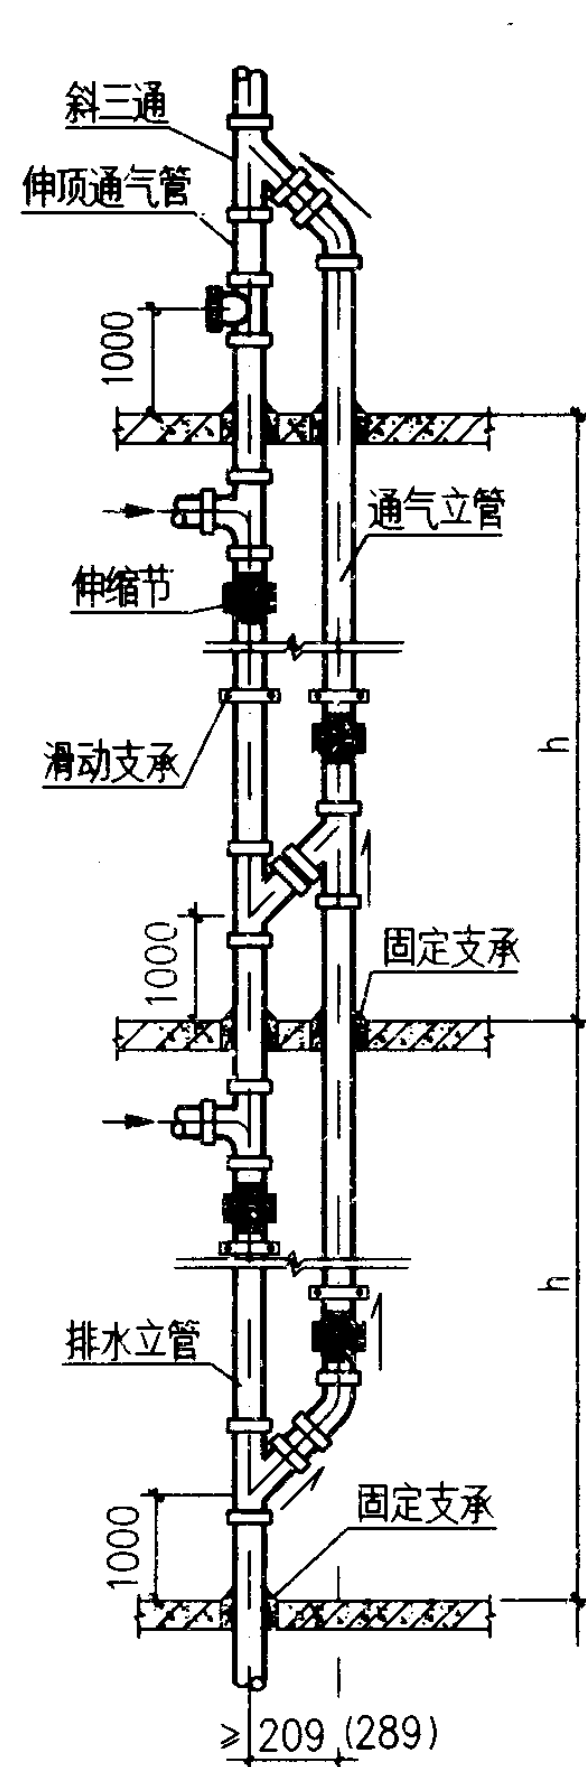 斜三通
伸顶通气管
1000
通气立管
伸缩节
h
滑动支承
1000
固定支承
h
排水立管
固定支承
1000
≥ 209 (289)